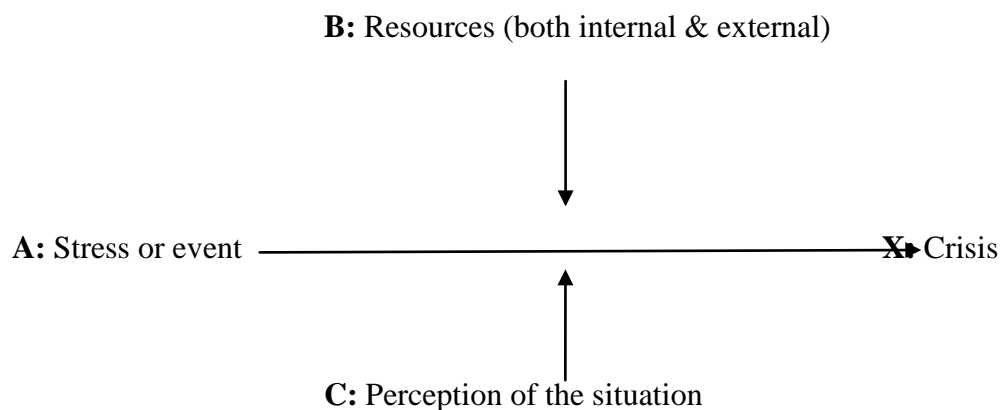 B: Resources (both internal & external)
A: Stress or event
X: Crisis
C: Perception of the situation